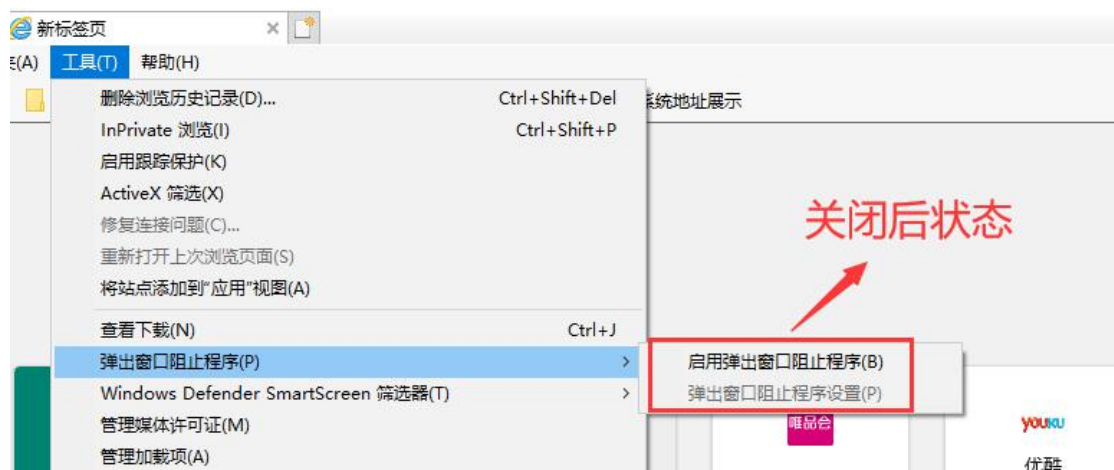 新标签页
(A) 工具(T) 帮助(H)
删除浏览历史记录(D)... Ctrl+Shift+Del
系统地址展示
InPrivate 浏览(I) Ctrl+Shift+P
启用跟踪保护(K)
ActiveX 筛选(X)
修复连接问题(C)...
重新打开上次浏览页面(S)
将站点添加到“应用”视图(A)
关闭后状态
查看下载(N) Ctrl+J
弹出窗口阻止程序(P)
启用弹出窗口阻止程序(B)
弹出窗口阻止程序设置(P)
Windows Defender SmartScreen 筛选器(T)
管理媒体许可证(M)
管理加载项(A)
唯品会
YOUKU
优酷